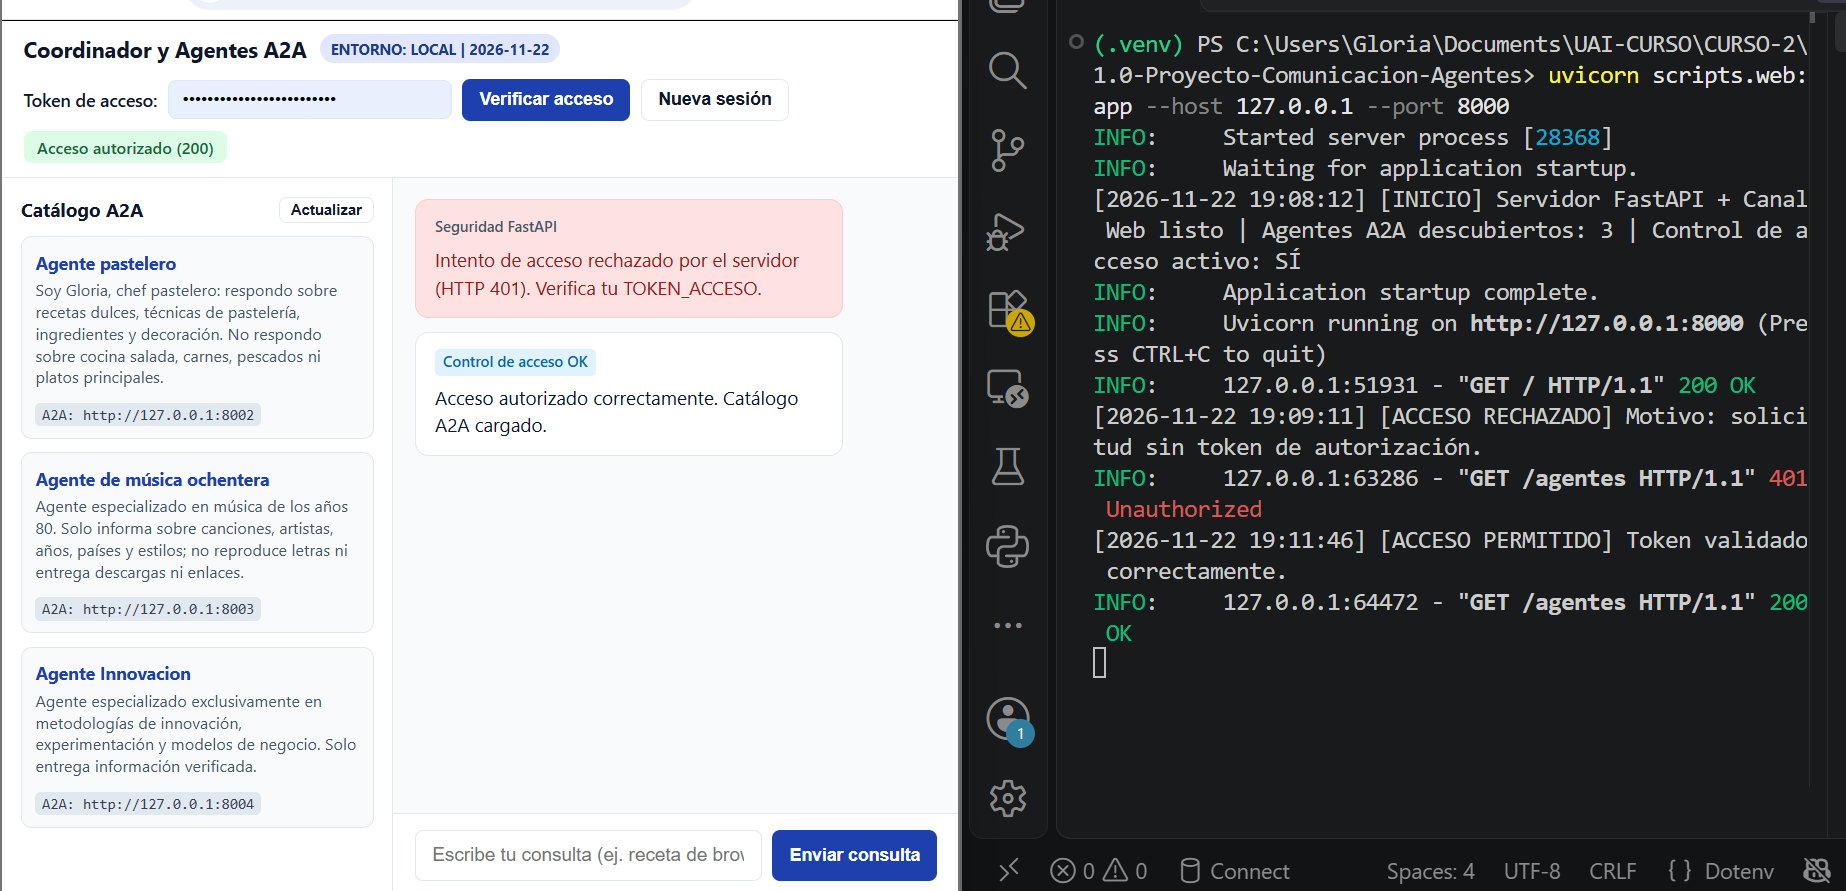 Coordinador y Agentes A2A
ENTORNO: LOCAL | 2026-11-22
Token de acceso:
••••••••••••••••••••••••
Verificar acceso
Nueva sesión
Acceso autorizado (200)
Catálogo A2A
Actualizar
Agente pastelero
Soy Gloria, chef pastelero: respondo sobre
recetas dulces, técnicas de pastelería,
ingredientes y decoración. No respondo
sobre cocina salada, carnes, pescados ni
platos principales.
A2A: http://127.0.0.1:8002
Agente de música ochentera
Agente especializado en música de los años
80. Solo informa sobre canciones, artistas,
años, países y estilos; no reproduce letras ni
entrega descargas ni enlaces.
A2A: http://127.0.0.1:8003
Agente Innovacion
Agente especializado exclusivamente en
metodologías de innovación,
experimentación y modelos de negocio. Solo
entrega información verificada.
A2A: http://127.0.0.1:8004
Seguridad FastAPI
Intento de acceso rechazado por el servidor
(HTTP 401). Verifica tu TOKEN_ACCESO.
Control de acceso OK
Acceso autorizado correctamente. Catálogo
A2A cargado.
Escribe tu consulta (ej. receta de brow
Enviar consulta
(.venv) PS C:\Users\Gloria\Documents\UAI-CURSO\CURSO-2\
1.0-Proyecto-Comunicacion-Agentes> uvicorn scripts.web:
app --host 127.0.0.1 --port 8000
INFO:     Started server process [28368]
INFO:     Waiting for application startup.
[2026-11-22 19:08:12] [INICIO] Servidor FastAPI + Canal
Web listo | Agentes A2A descubiertos: 3 | Control de a
cceso activo: SÍ
INFO:     Application startup complete.
INFO:     Uvicorn running on http://127.0.0.1:8000 (Pre
ss CTRL+C to quit)
INFO:     127.0.0.1:51931 - "GET / HTTP/1.1" 200 OK
[2026-11-22 19:09:11] [ACCESO RECHAZADO] Motivo: solici
tud sin token de autorización.
INFO:     127.0.0.1:63286 - "GET /agentes HTTP/1.1" 401
Unauthorized
[2026-11-22 19:11:46] [ACCESO PERMITIDO] Token validado
correctamente.
INFO:     127.0.0.1:64472 - "GET /agentes HTTP/1.1" 200
OK
1
0 0 Connect Spaces: 4 UTF-8 CRLF { } Dotenv